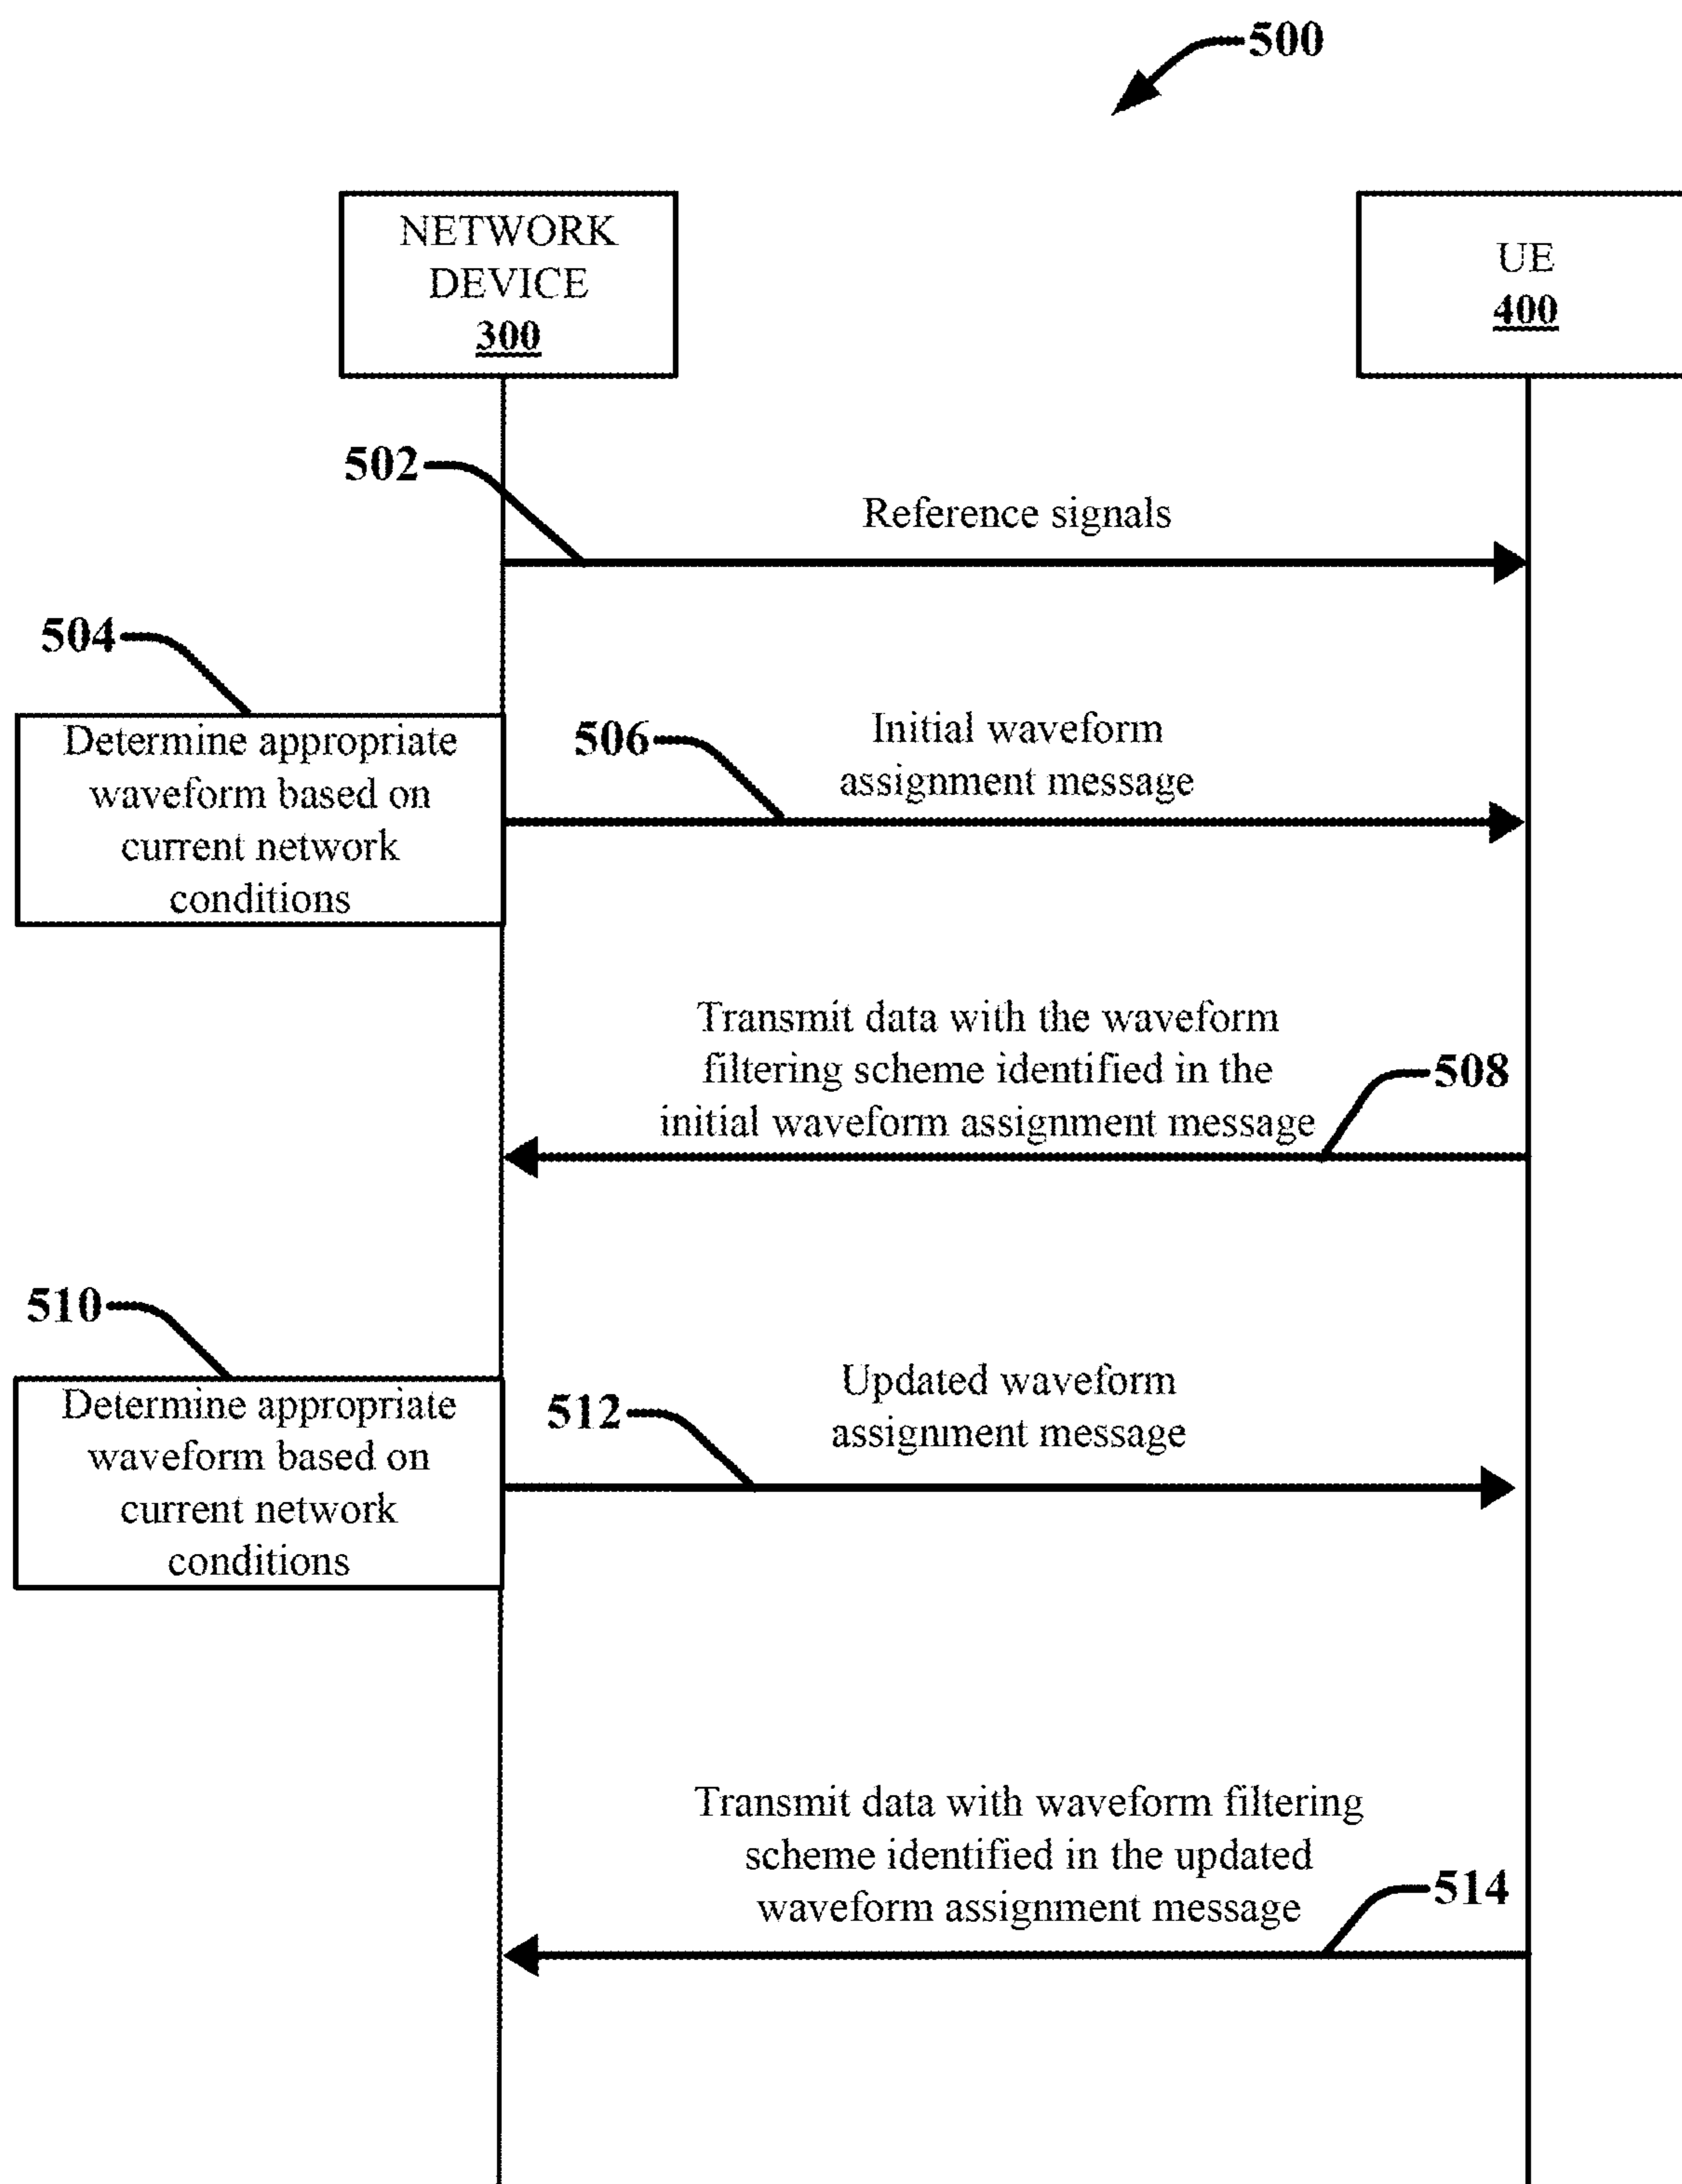 500
NETWORK
DEVICE
300
UE
400
502
Reference signals
504
Determine appropriate
waveform based on
current network
conditions
506
Initial waveform
assignment message
Transmit data with the waveform
filtering scheme identified in the
initial waveform assignment message
508
510
Determine appropriate
waveform based on
current network
conditions
512
Updated waveform
assignment message
Transmit data with waveform filtering
scheme identified in the updated
waveform assignment message
514